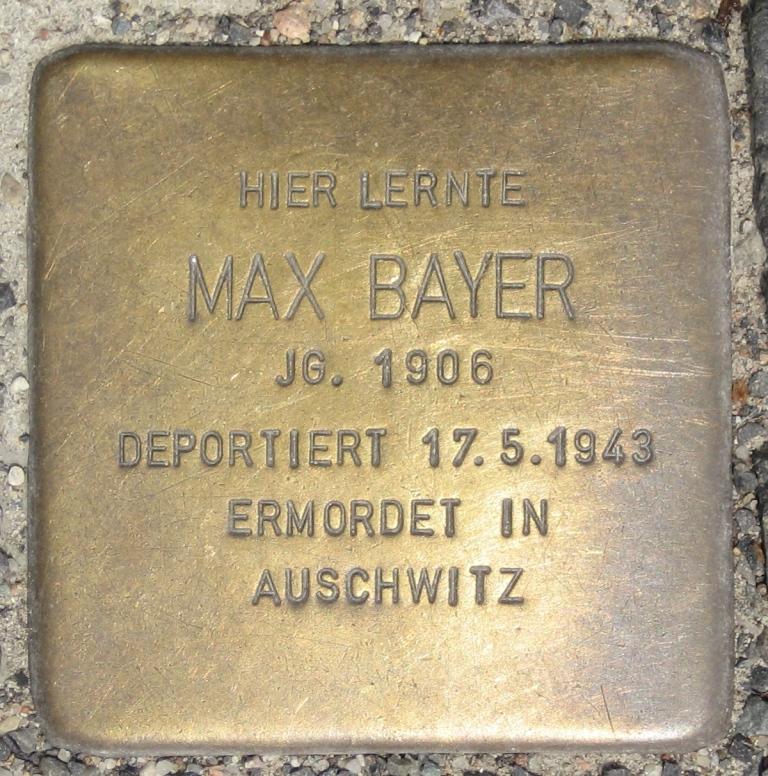 HIER LERNTE
MAX BAYER
JG. 1906
DEPORTIERT 17.5.1943
ERMORDET IN
AUSCHWITZ